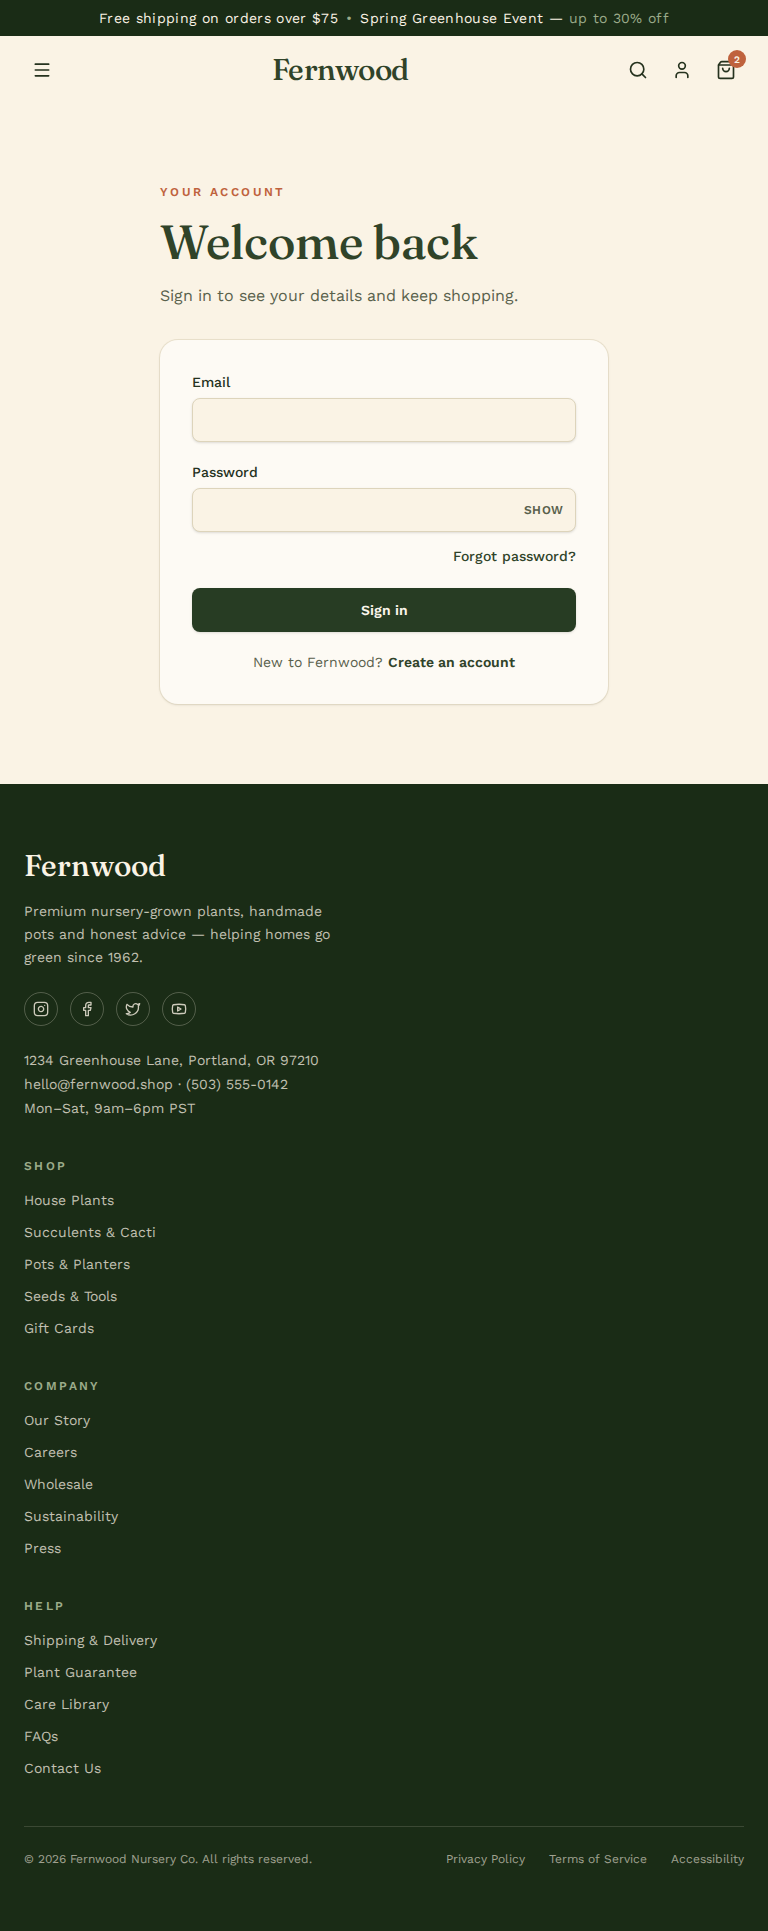 Free shipping on orders over $75 • Spring Greenhouse Event — up to 30% off
Fernwood
2
YOUR ACCOUNT
Welcome back
Sign in to see your details and keep shopping.
Email
Password
SHOW
Forgot password?
Sign in
New to Fernwood? Create an account
Fernwood
Premium nursery-grown plants, handmade
pots and honest advice — helping homes go
green since 1962.
1234 Greenhouse Lane, Portland, OR 97210
hello@fernwood.shop · (503) 555-0142
Mon–Sat, 9am–6pm PST
SHOP
House Plants
Succulents & Cacti
Pots & Planters
Seeds & Tools
Gift Cards
COMPANY
Our Story
Careers
Wholesale
Sustainability
Press
HELP
Shipping & Delivery
Plant Guarantee
Care Library
FAQs
Contact Us
© 2026 Fernwood Nursery Co. All rights reserved. Privacy Policy Terms of Service Accessibility